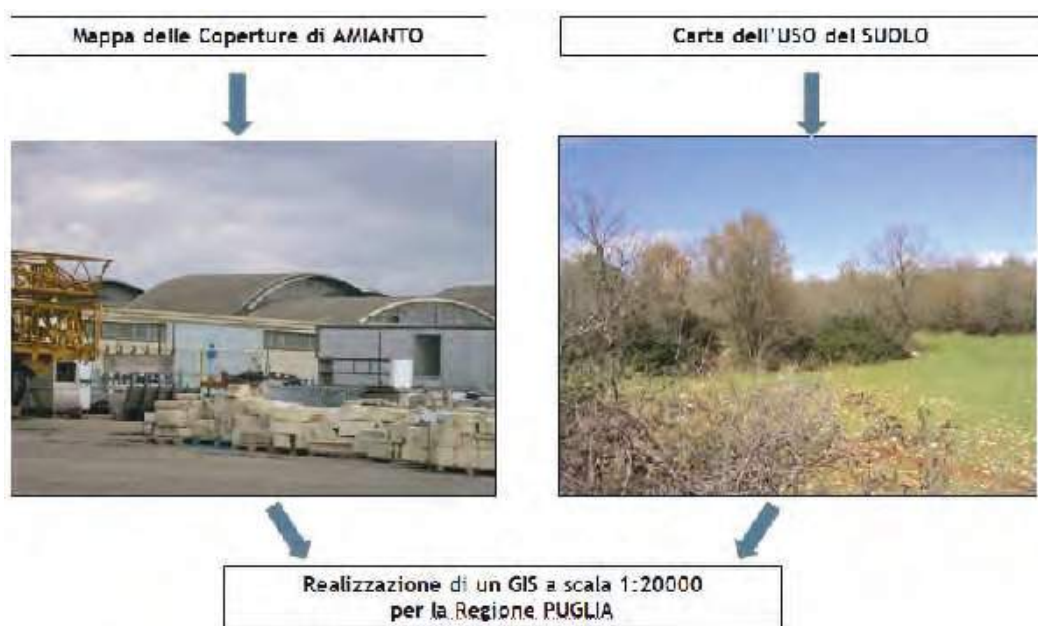 Mappa delle Coperture di AMIANTO
Carta dell'USO del SUOLO
Realizzazione di un GIS a scala 1:20000
per la Regione PUGLIA